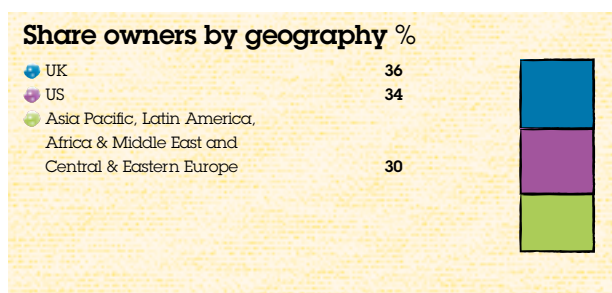 Share owners by geography %
UK 36
US 34
Asia Pacific, Latin America,
Africa & Middle East and
Central & Eastern Europe 30